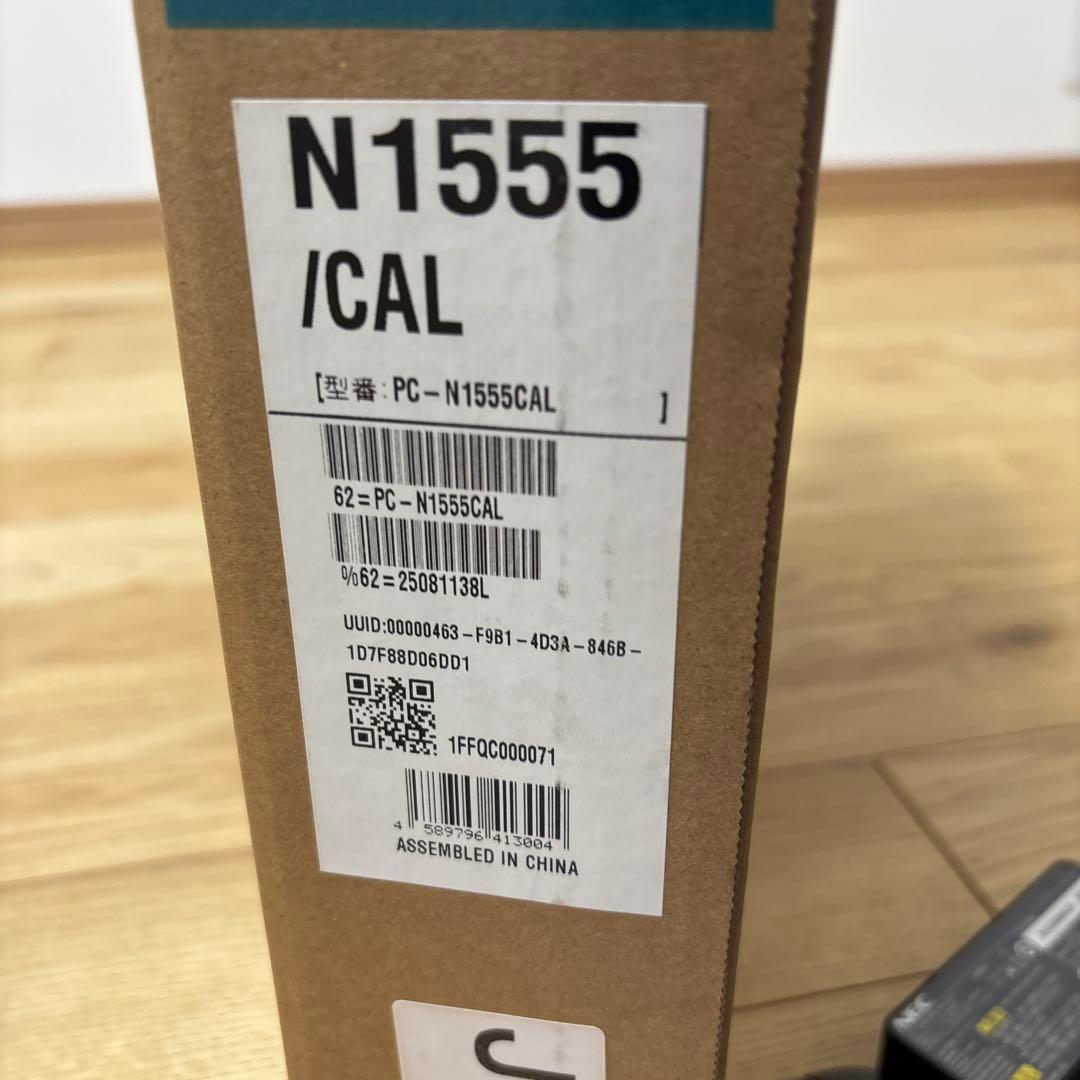 N1555
/CAL
[型番:PC-N1555CAL ]
62=PC-N1555CAL
%62=25081138L
UUID:00000463-F9B1-4D3A-846B-
1D7F88D06DD1
1FFQC000071
4 589796 413004
ASSEMBLED IN CHINA
NEC